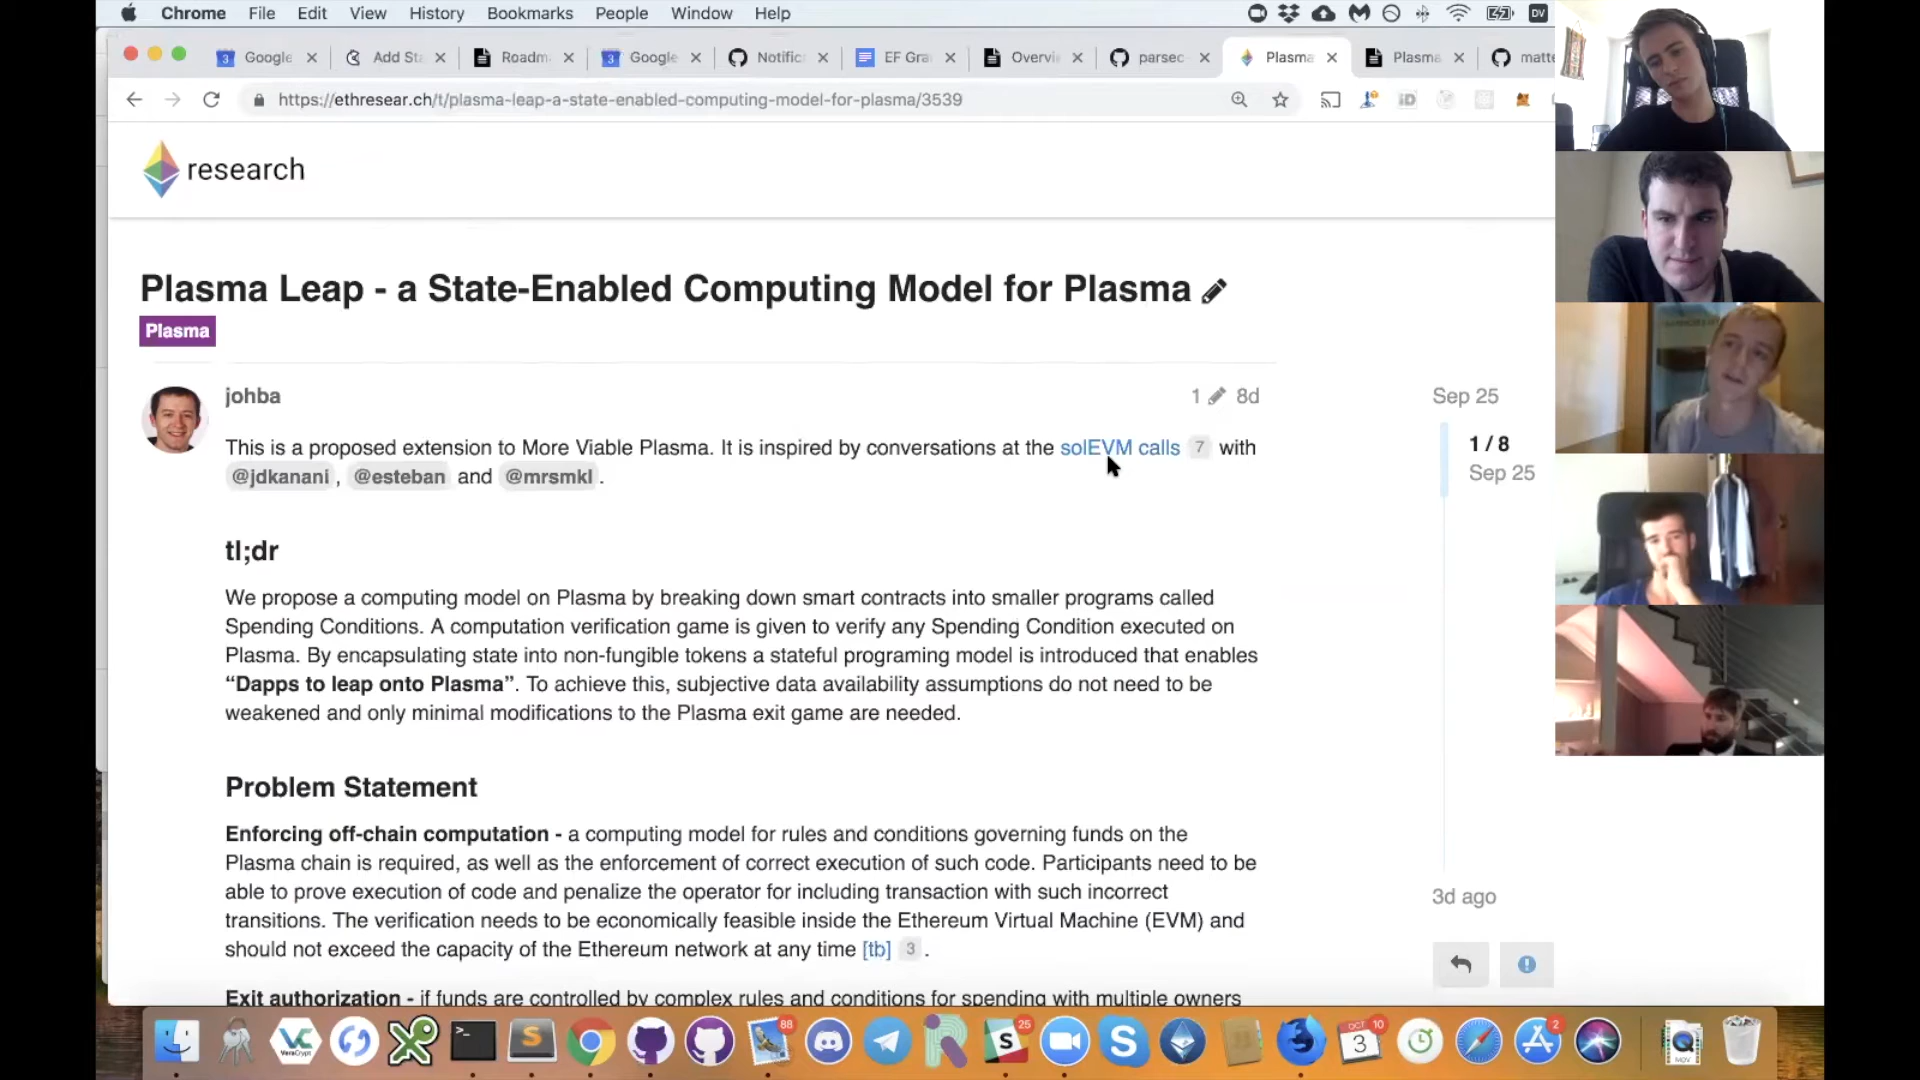 Chrome File Edit View History Bookmarks People Window Help
DV
Google Add Sta Roadm Google Notific EF Gra Overvi parsec- Plasma Plasma matte
https://ethresear.ch/t/plasma-leap-a-state-enabled-computing-model-for-plasma/3539
research
Plasma Leap - a State-Enabled Computing Model for Plasma
Plasma
johba 1 8d
Sep 25
1 / 8
Sep 25
This is a proposed extension to More Viable Plasma. It is inspired by conversations at the solEVM calls 7 with
@jdkanani , @esteban and @mrsmkl .
tl;dr
We propose a computing model on Plasma by breaking down smart contracts into smaller programs called
Spending Conditions. A computation verification game is given to verify any Spending Condition executed on
Plasma. By encapsulating state into non-fungible tokens a stateful programing model is introduced that enables
“Dapps to leap onto Plasma”. To achieve this, subjective data availability assumptions do not need to be
weakened and only minimal modifications to the Plasma exit game are needed.
Problem Statement
Enforcing off-chain computation - a computing model for rules and conditions governing funds on the
Plasma chain is required, as well as the enforcement of correct execution of such code. Participants need to be
able to prove execution of code and penalize the operator for including transaction with such incorrect
transitions. The verification needs to be economically feasible inside the Ethereum Virtual Machine (EVM) and
should not exceed the capacity of the Ethereum network at any time [tb] 3 .
Exit authorization - if funds are controlled by complex rules and conditions for spending with multiple owners
3d ago
VeraCrypt
88
25
OCT 10
3
2
MOV